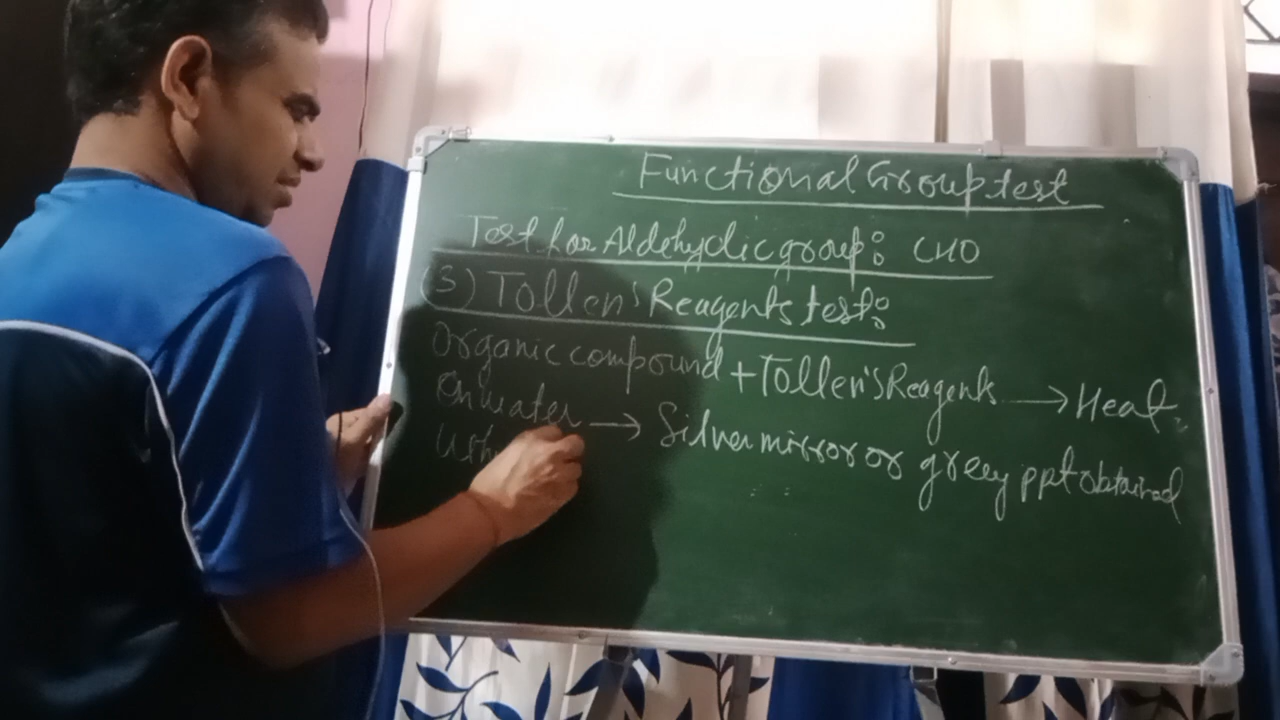 Functional Group test
Test for Aldehydic group: CHO
(3) Tollen's Reagents test:
Organic compound + Tollen's Reagents → Heat
On water → Silver mirror or grey ppt obtained